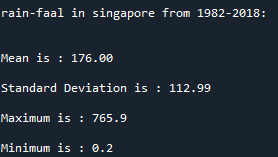 rain-faal in singapore from 1982-2018:
Mean is : 176.00
Standard Deviation is : 112.99
Maximum is : 765.9
Minimum is : 0.2